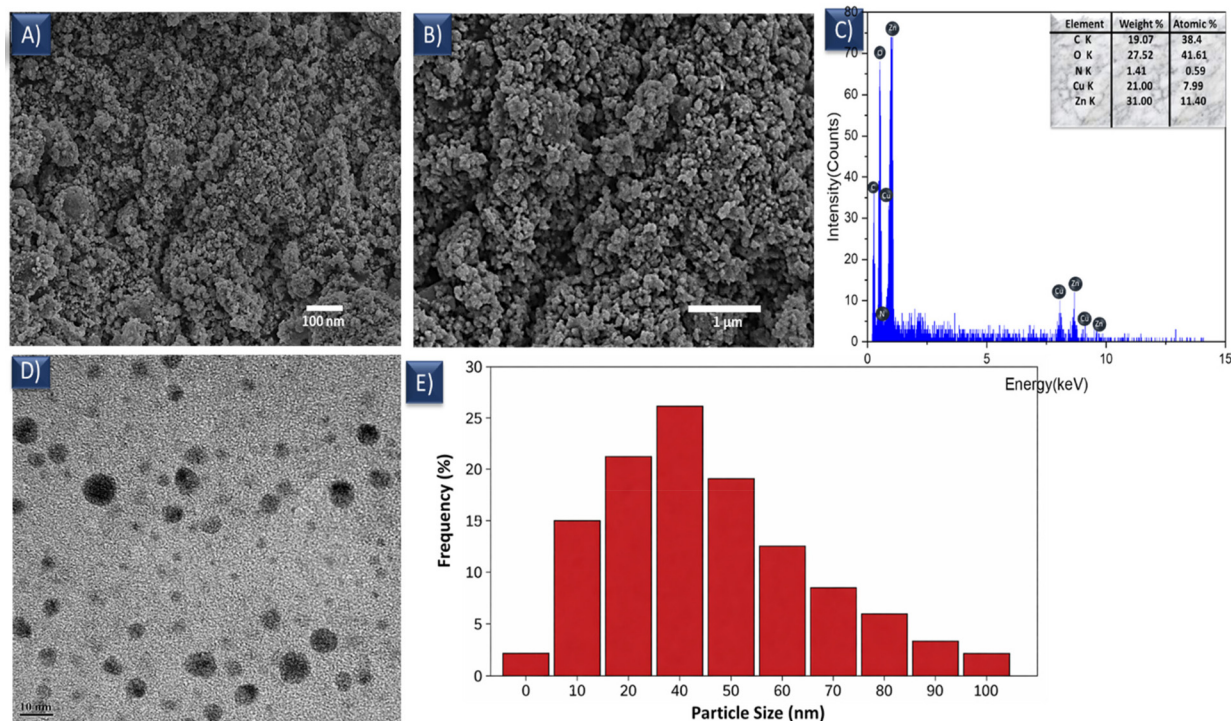 A)
100 nm
B)
1 µm
C)
Element Weight % Atomic %
C K 19.07 38.4
O K 27.52 41.61
N K 1.41 0.59
Cu K 21.00 7.99
Zn K 31.00 11.40
80
70
60
50
40
30
20
10
0
Intensity(Counts)
Zn
C
Cu
N
Cu
Zn
Cu
Zn
0 5 10 15
Energy(keV)
D)
10 nm
E)
30
25
20
15
10
5
0
Frequency (%)
0 10 20 40 50 60 70 80 90 100
Particle Size (nm)